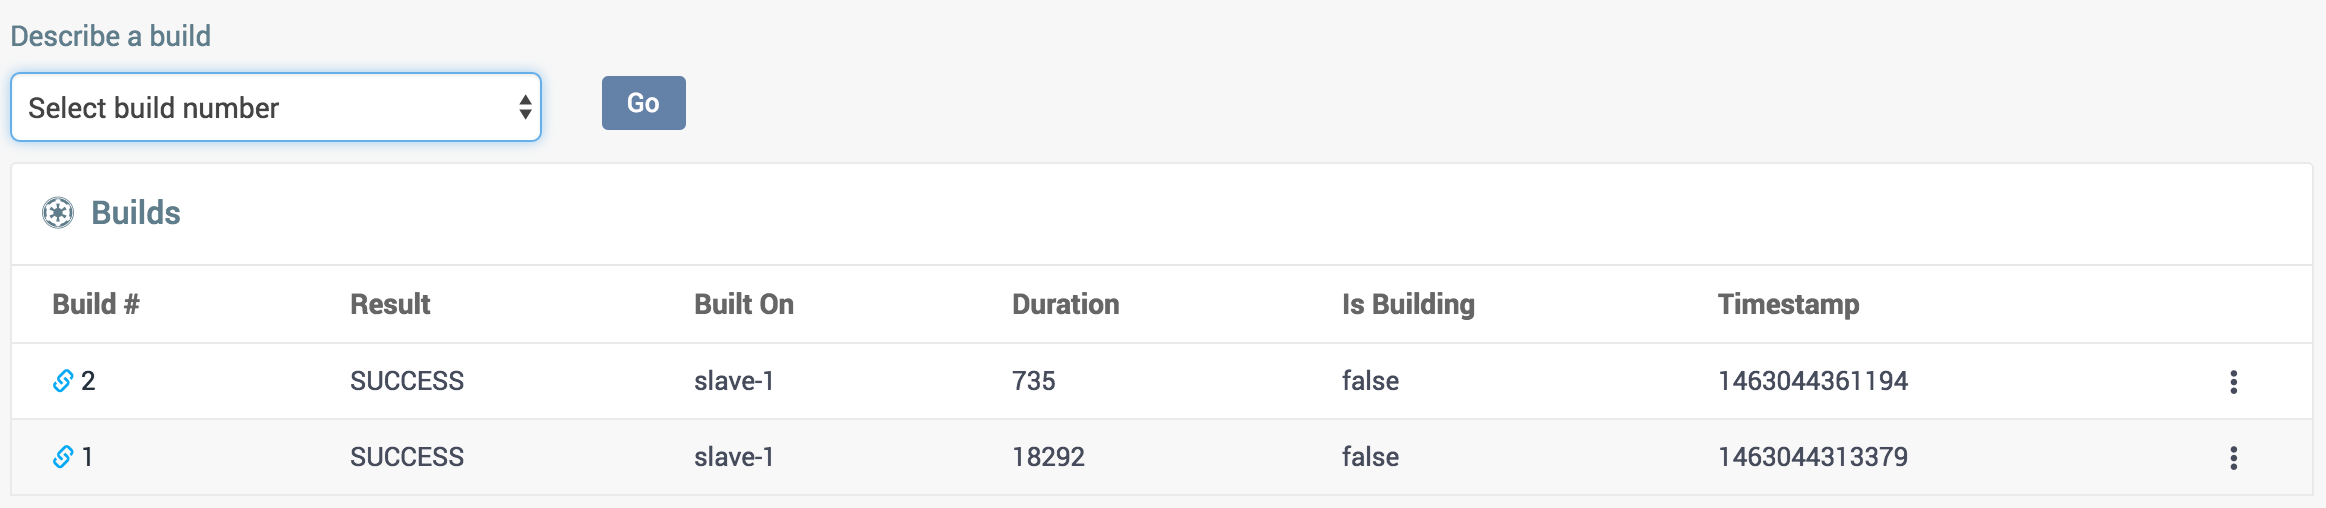 Describe a build
Select build number
Go
Builds
Build # Result Built On Duration Is Building Timestamp
2 SUCCESS slave-1 735 false 1463044361194
1 SUCCESS slave-1 18292 false 1463044313379